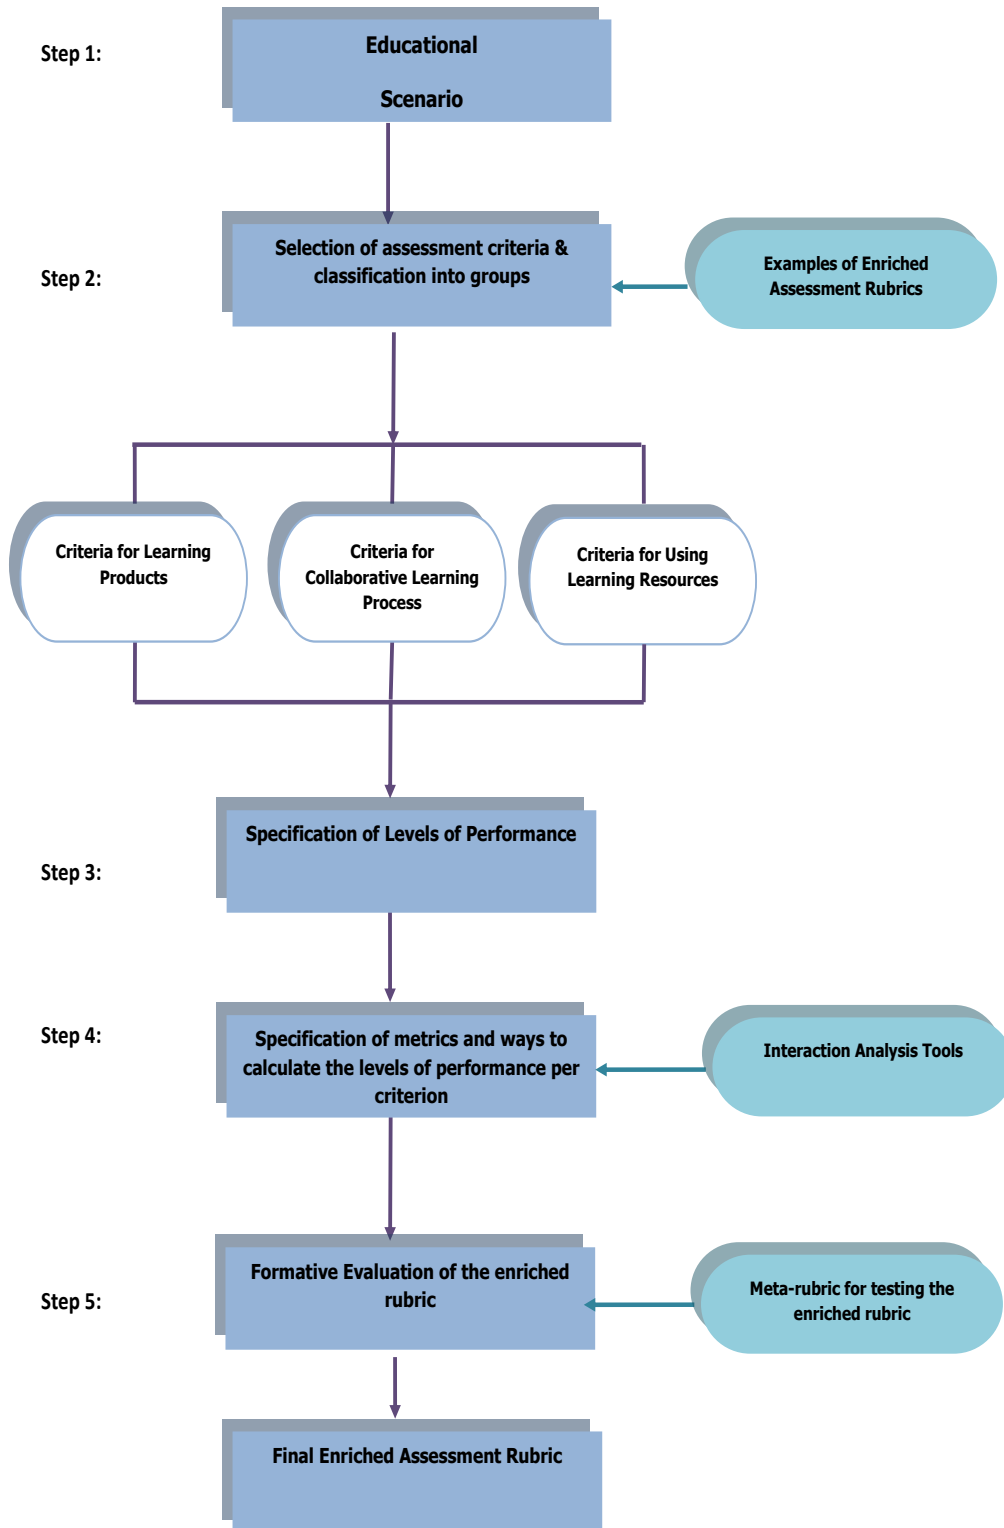 Step 1:
Educational
Scenario
Step 2:
Selection of assessment criteria &
classification into groups
Examples of Enriched
Assessment Rubrics
Criteria for Learning
Products
Criteria for
Collaborative Learning
Process
Criteria for Using
Learning Resources
Specification of Levels of Performance
Step 3:
Step 4:
Specification of metrics and ways to
calculate the levels of performance per
criterion
Interaction Analysis Tools
Step 5:
Formative Evaluation of the enriched
rubric
Meta-rubric for testing the
enriched rubric
Final Enriched Assessment Rubric